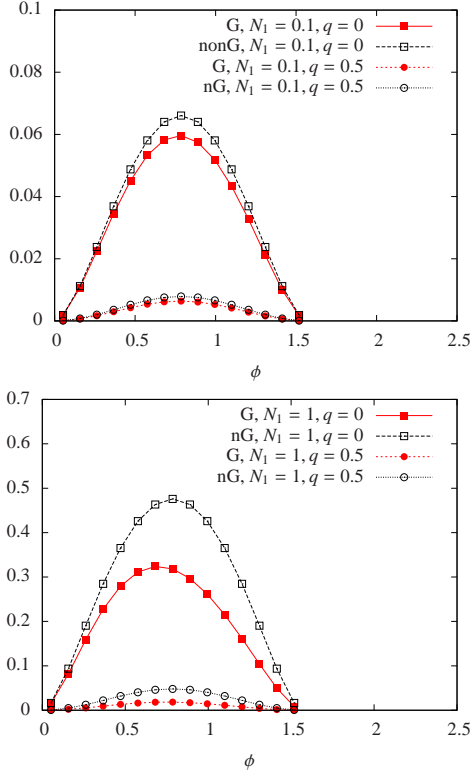 0.1
G, N₁ = 0.1, q = 0
nonG, N₁ = 0.1, q = 0
0.08
G, N₁ = 0.1, q = 0.5
nG, N₁ = 0.1, q = 0.5
0.06
0.04
0.02
0
0 0.5 1 1.5 2 2.5
ϕ
0.7
G, N₁ = 1, q = 0
nG, N₁ = 1, q = 0
0.6
G, N₁ = 1, q = 0.5
nG, N₁ = 1, q = 0.5
0.5
0.4
0.3
0.2
0.1
0
0 0.5 1 1.5 2 2.5
ϕ